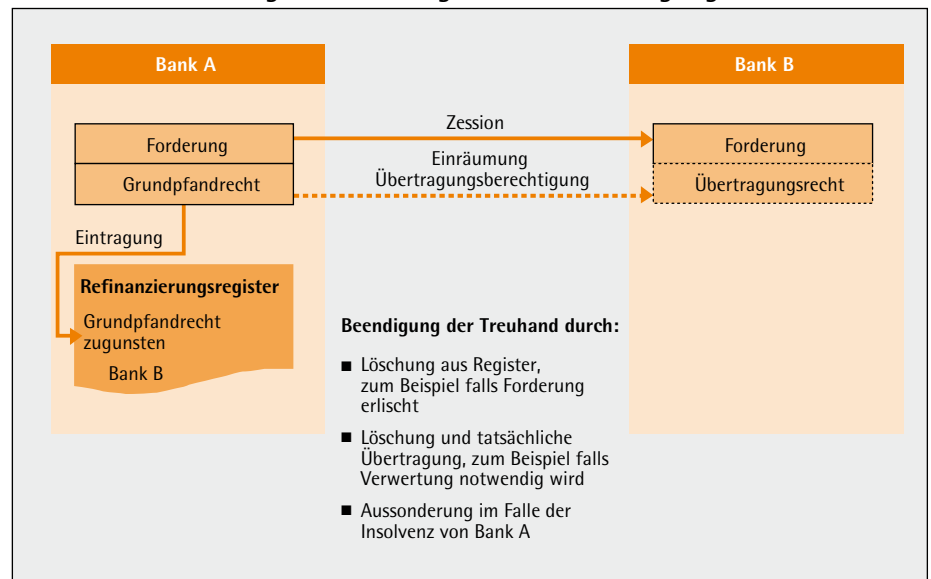 Bank A
Bank B
Zession
Forderung
Grundpfandrecht
Einräumung
Übertragungsberechtigung
Forderung
Übertragungsrecht
Eintragung
Refinanzierungsregister
Grundpfandrecht
zugunsten
Bank B
Beendigung der Treuhand durch:
■ Löschung aus Register,
zum Beispiel falls Forderung
erlischt
■ Löschung und tatsächliche
Übertragung, zum Beispiel falls
Verwertung notwendig wird
■ Aussonderung im Falle der
Insolvenz von Bank A